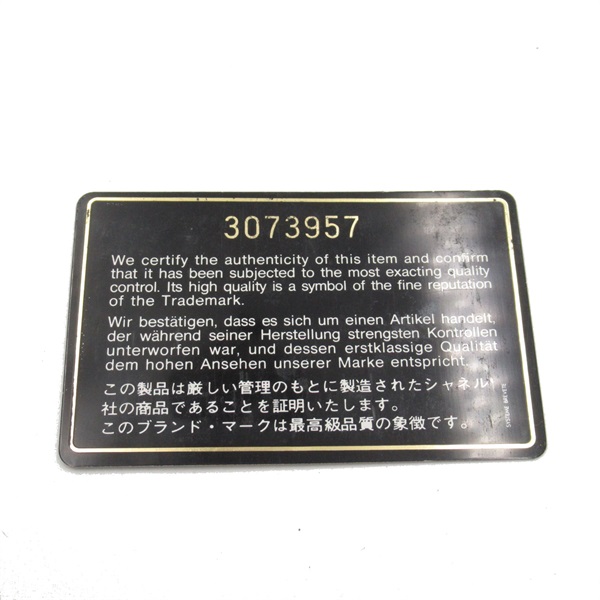 3073957
We certify the authenticity of this item and confirm
that it has been subjected to the most exacting quality
control. Its high quality is a symbol of the fine reputation
of the Trademark.
Wir bestätigen, dass es sich um einen Artikel handelt,
der während seiner Herstellung strengsten Kontrollen
unterworfen war, und dessen erstklassige Qualität
dem hohen Ansehen unserer Marke entspricht.
この製品は厳しい管理のもとに製造されたシャネル
社の商品であることを証明いたします。
このブランド・マークは最高級品質の象徴です。